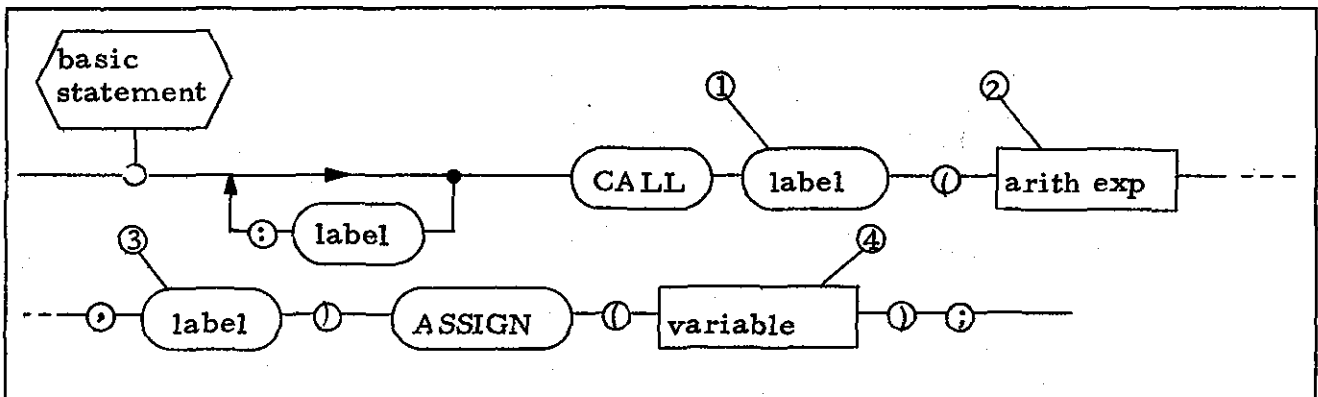 basic
statement
① ②
CALL label ( arith exp
: label
③ ④
, label ) ASSIGN ( variable ) ;